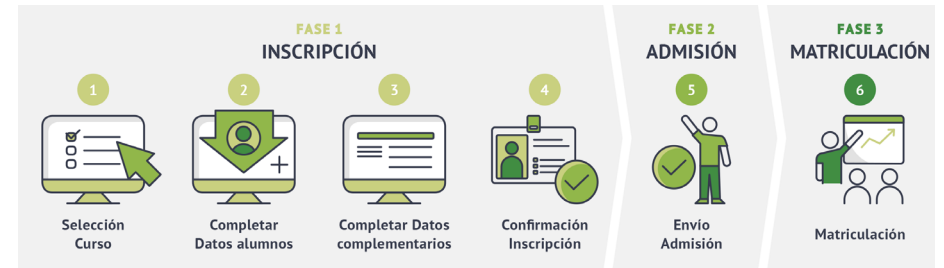 FASE 1
INSCRIPCIÓN
1
Selección
Curso
2
Completar
Datos alumnos
3
Completar Datos
complementarios
4
Confirmación
Inscripción
FASE 2
ADMISIÓN
5
Envío
Admisión
FASE 3
MATRICULACIÓN
6
Matriculación